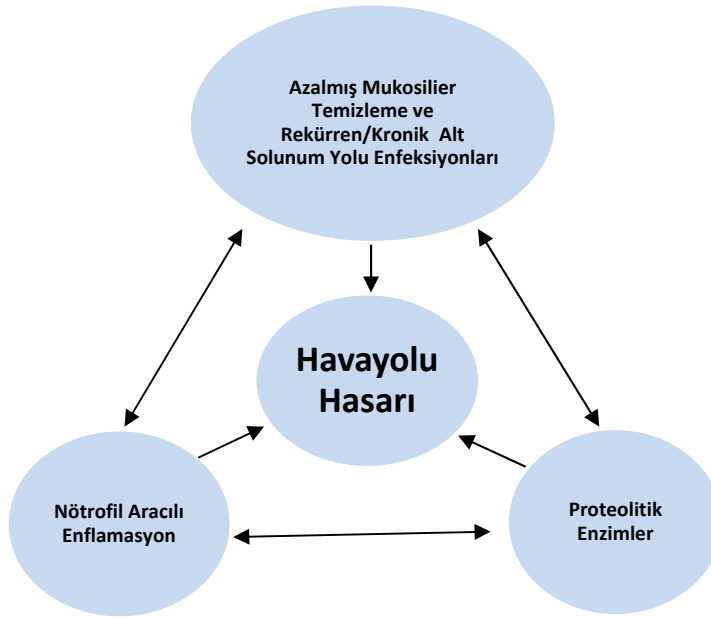 Azalmış Mukosilier
Temizleme ve
Rekürren/Kronik Alt
Solunum Yolu Enfeksiyonları
Havayolu
Hasarı
Nötrofil Aracılı
Enflamasyon
Proteolitik
Enzimler